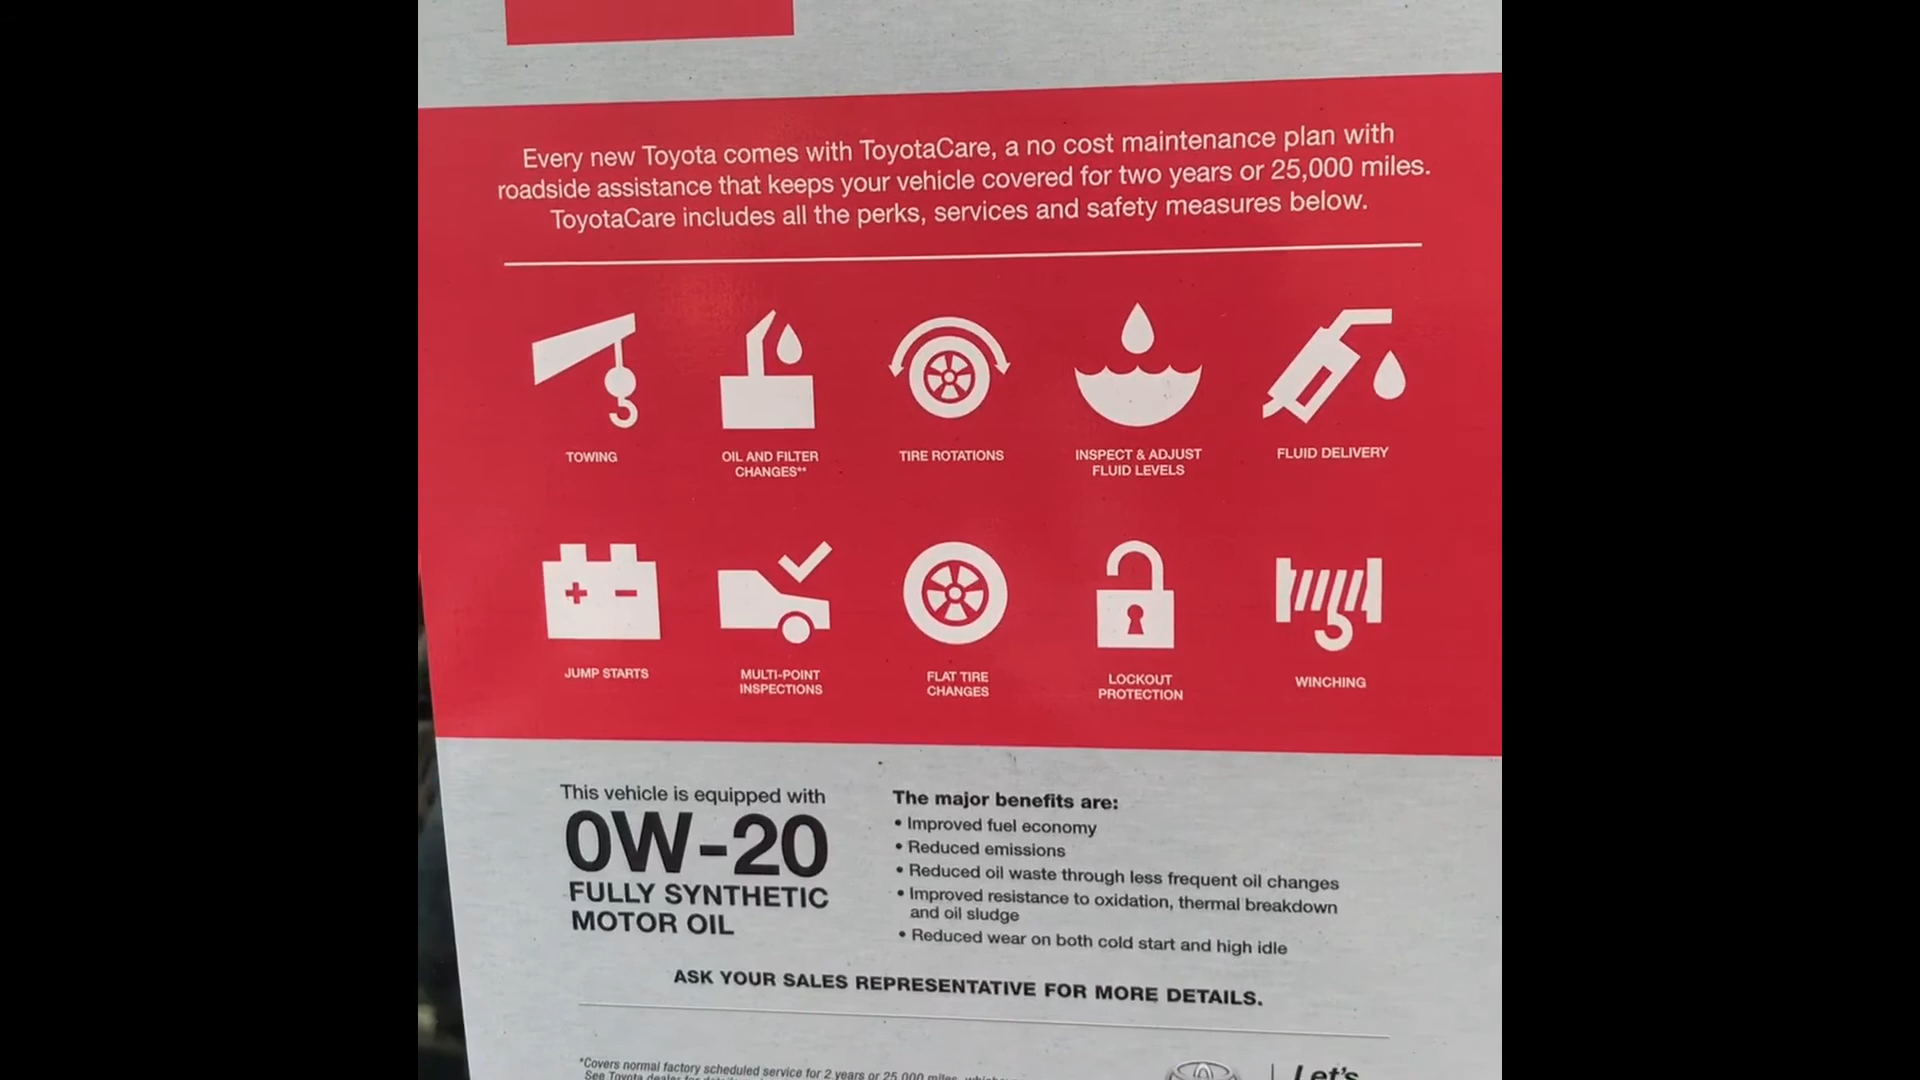 Every new Toyota comes with ToyotaCare, a no cost maintenance plan with
roadside assistance that keeps your vehicle covered for two years or 25,000 miles.
ToyotaCare includes all the perks, services and safety measures below.
TOWING
OIL AND FILTER
CHANGES**
TIRE ROTATIONS
INSPECT & ADJUST
FLUID LEVELS
FLUID DELIVERY
JUMP STARTS
MULTI-POINT
INSPECTIONS
FLAT TIRE
CHANGES
LOCKOUT
PROTECTION
WINCHING
This vehicle is equipped with
0W-20
FULLY SYNTHETIC
MOTOR OIL
The major benefits are:
• Improved fuel economy
• Reduced emissions
• Reduced oil waste through less frequent oil changes
• Improved resistance to oxidation, thermal breakdown
and oil sludge
• Reduced wear on both cold start and high idle
ASK YOUR SALES REPRESENTATIVE FOR MORE DETAILS.
*Covers normal factory scheduled service for 2 years or 25,000 miles,
See Toyota dealer
Let's